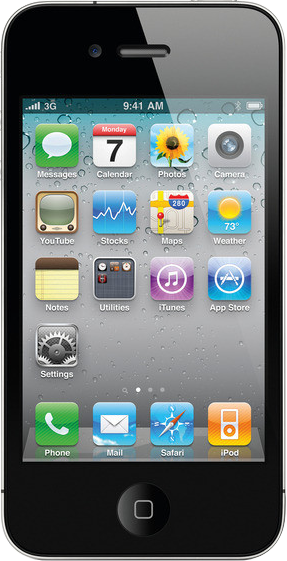 3G 9:41 AM
Monday
7
280
73°
Messages Calendar Photos Camera
YouTube Stocks Maps Weather
Notes Utilities iTunes App Store
Settings
Phone Mail Safari iPod